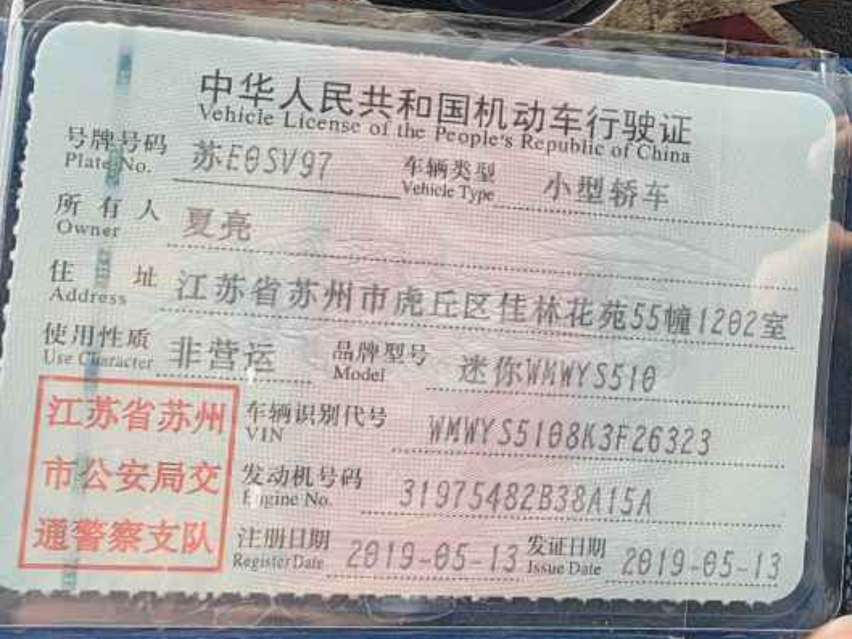 中华人民共和国机动车行驶证
Vehicle License of the People's Republic of China
号牌号码 苏E0SV97 车辆类型 小型轿车
Plate No. Vehicle Type
所有人 夏亮
Owner
住址 江苏省苏州市虎丘区佳林花苑55幢1202室
Address
使用性质 非营运 品牌型号 迷你WMWYS510
Use Character Model
江苏省苏州
市公安局交
通警察支队
车辆识别代号 WMWYS5108K3F26323
VIN
发动机号码 31975482B38A15A
Engine No.
注册日期 2019-05-13 发证日期 2019-05-13
Register Date Issue Date